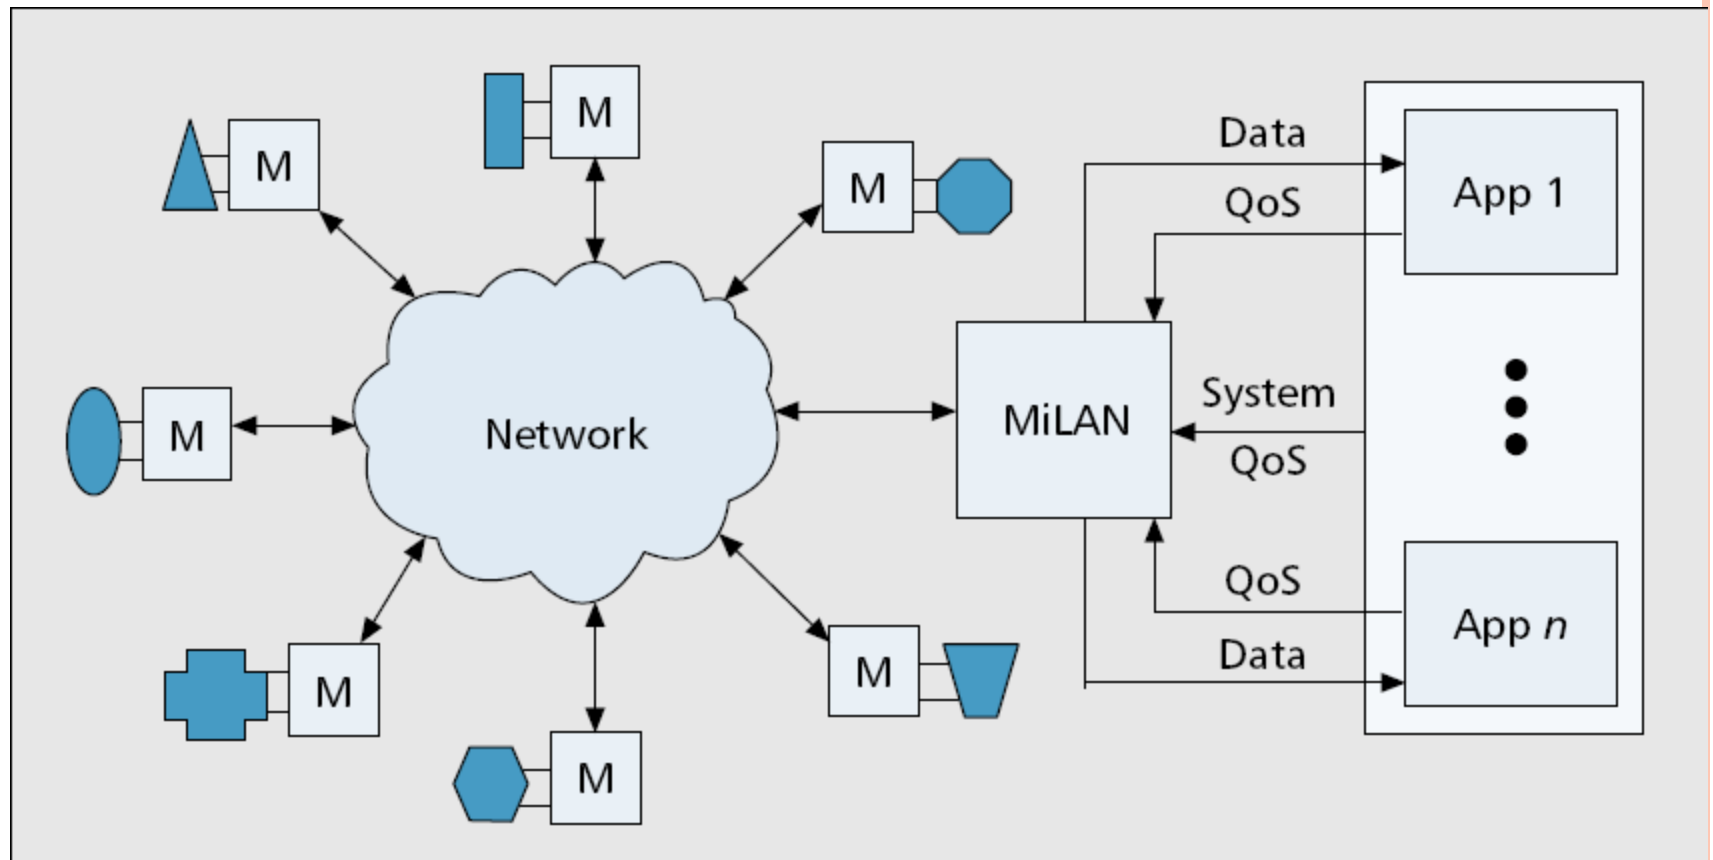 M
M
M
M
M
M
M
Network
MiLAN
Data
QoS
System
QoS
QoS
Data
App 1
App n